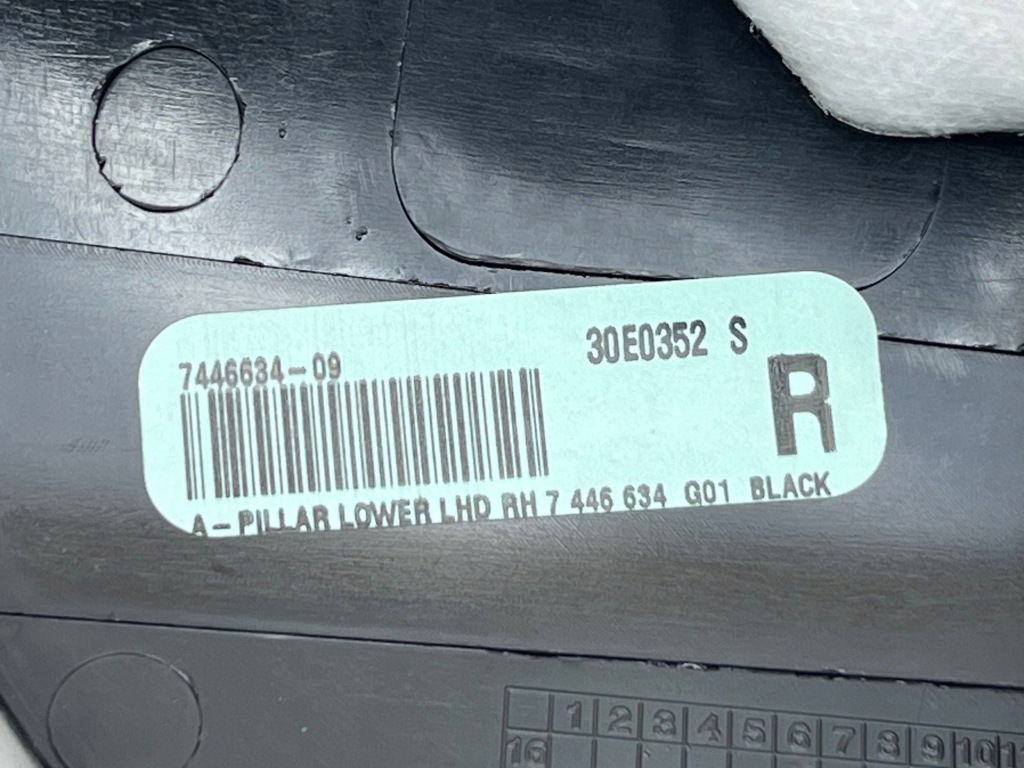 30E0352 S
7446634-09
R
A-PILLAR LOWER LHD RH 7 446 634 G01 BLACK
1 2 3 4 5 6 7 8 9 10
16